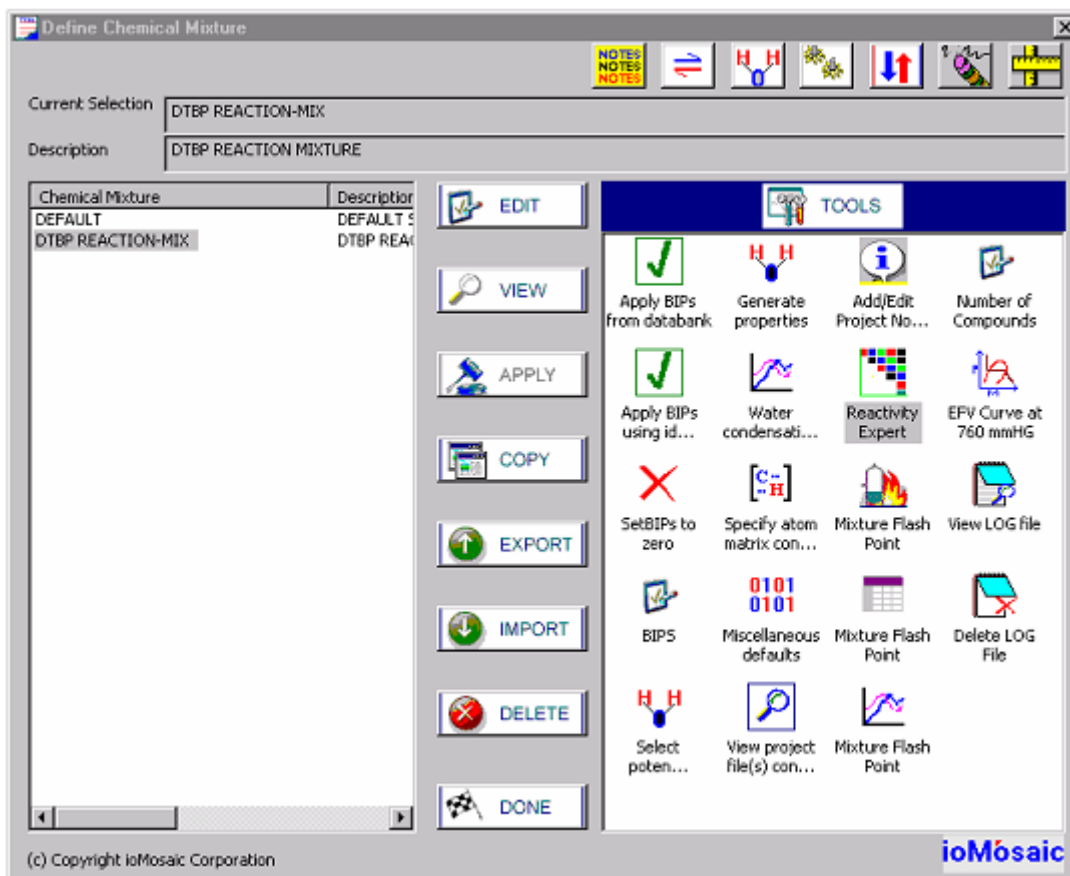 Define Chemical Mixture
NOTES
NOTES
NOTES
H H
O
Current Selection DTBP REACTION-MIX
Description DTBP REACTION MIXTURE
Chemical Mixture Description
DEFAULT DEFAULT S
DTBP REACTION-MIX DTBP REA
EDIT
VIEW
APPLY
COPY
EXPORT
IMPORT
DELETE
DONE
TOOLS
Apply BIPs
from databank
H H
Generate
properties
Add/Edit
Project No...
Number of
Compounds
Apply BIPs
using id...
Water
condensati...
Reactivity
Expert
EFV Curve at
760 mmHG
SetBIPs to
zero
C H
Specify atom
matrix con...
Mixture Flash
Point
View LOG file
BIPS
0101
0101
Miscellaneous
defaults
Mixture Flash
Point
Delete LOG
File
H H
Select
poten...
View project
file(s) con...
Mixture Flash
Point
(c) Copyright ioMosaic Corporation
ioMosaic